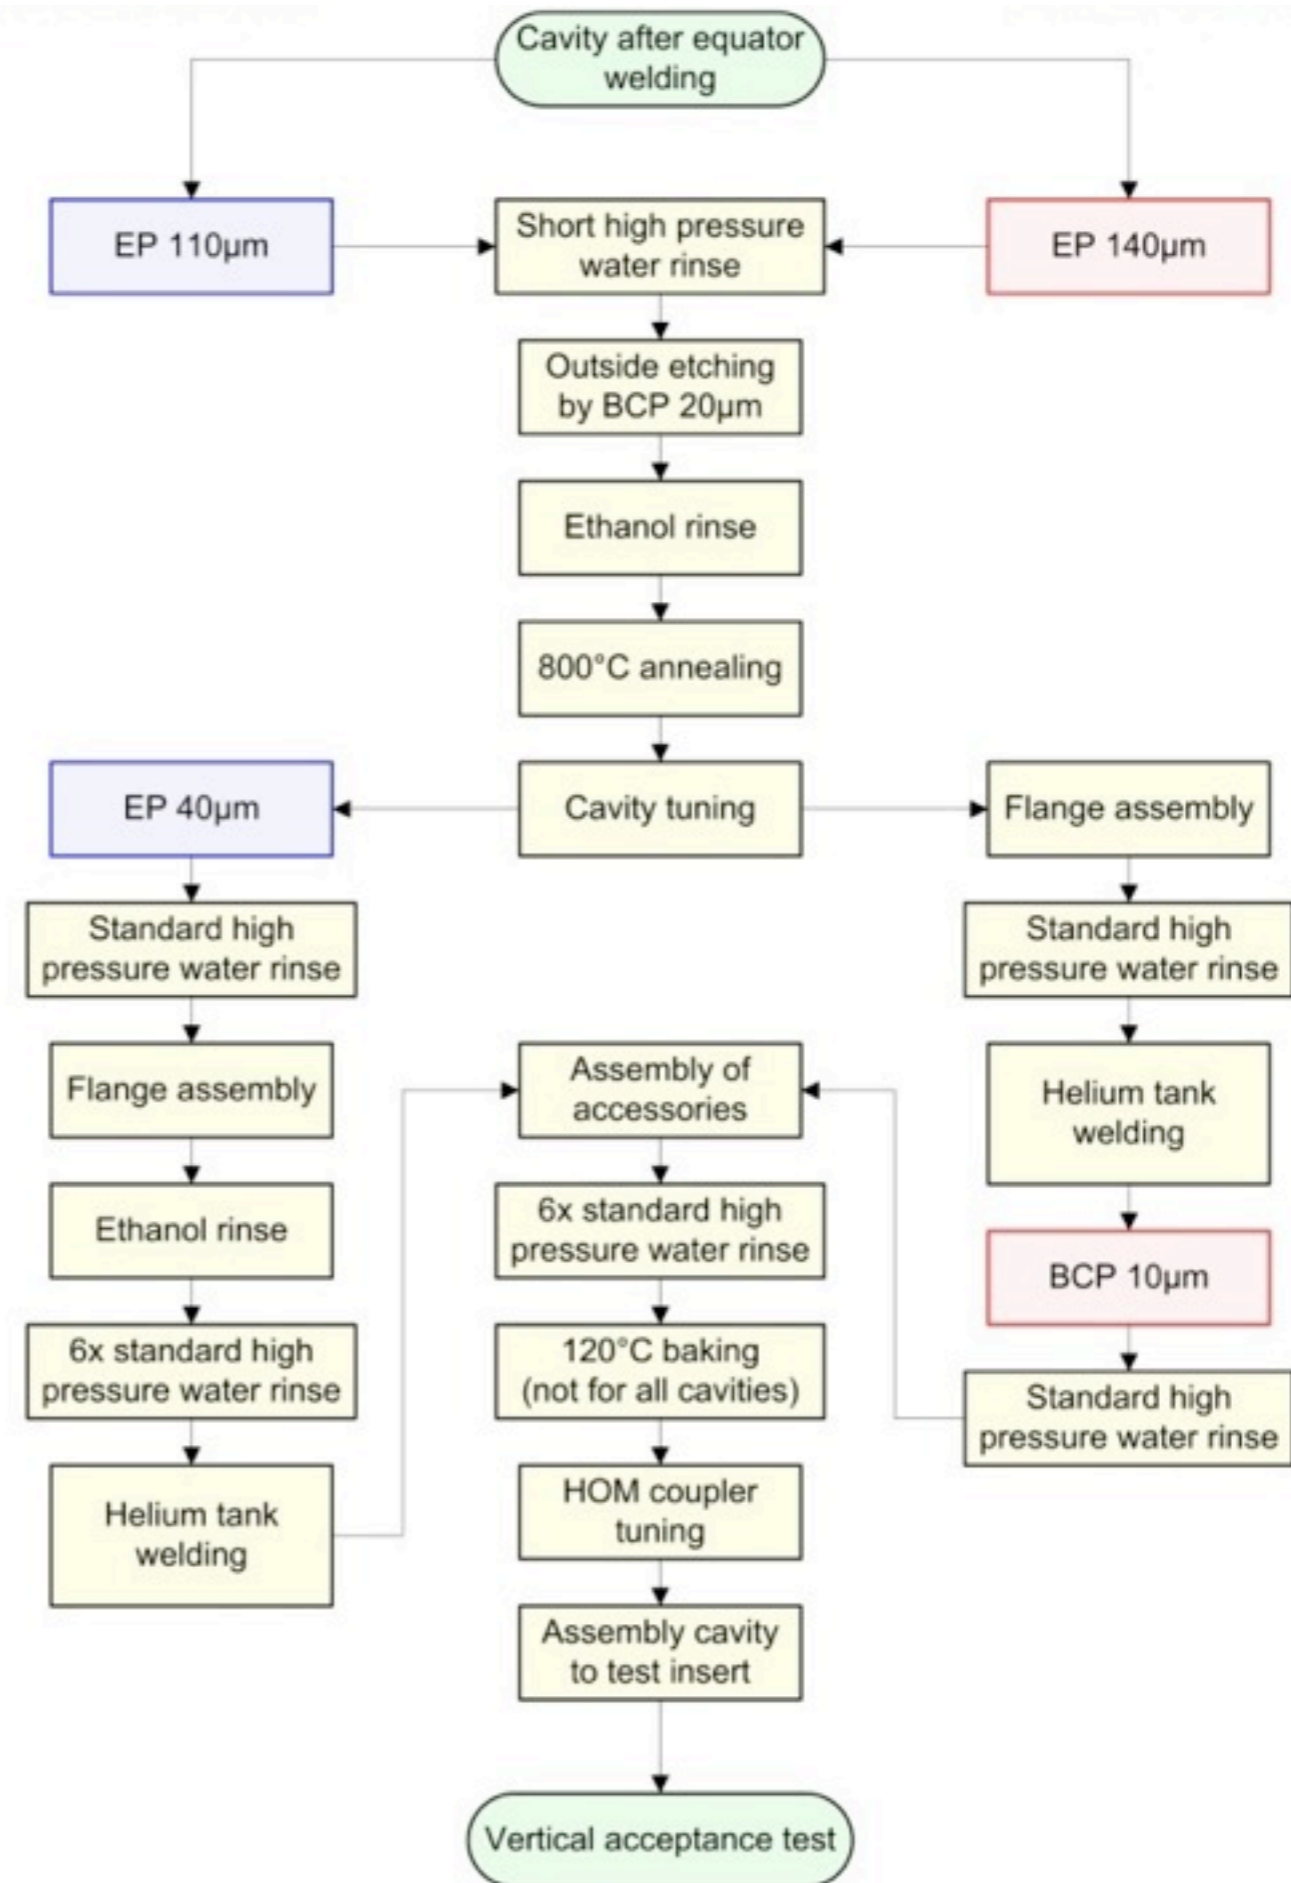 Cavity after equator
welding
EP 110µm
Short high pressure
water rinse
EP 140µm
Outside etching
by BCP 20µm
Ethanol rinse
800°C annealing
EP 40µm
Cavity tuning
Flange assembly
Standard high
pressure water rinse
Standard high
pressure water rinse
Flange assembly
Assembly of
accessories
Helium tank
welding
Ethanol rinse
6x standard high
pressure water rinse
BCP 10µm
6x standard high
pressure water rinse
120°C baking
(not for all cavities)
Standard high
pressure water rinse
Helium tank
welding
HOM coupler
tuning
Assembly cavity
to test insert
Vertical acceptance test